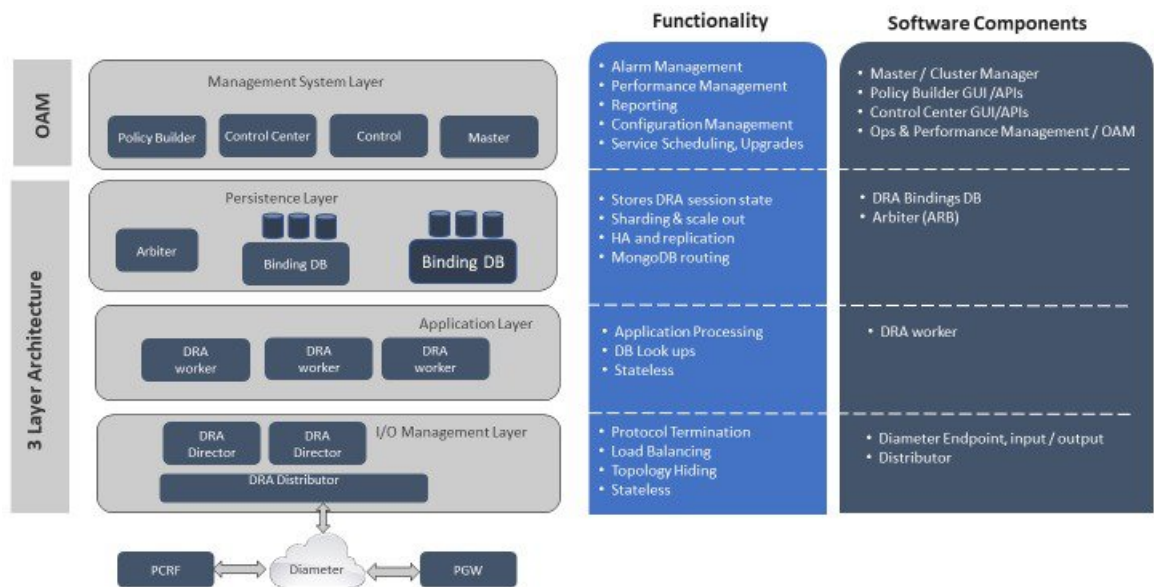 Functionality
Software Components
OAM
Management System Layer
Policy Builder
Control Center
Control
Master
• Alarm Management
• Performance Management
• Reporting
• Configuration Management
• Service Scheduling, Upgrades
• Master / Cluster Manager
• Policy Builder GUI /APIs
• Control Center GUI/APIs
• Ops & Performance Management / OAM
3 Layer Architecture
Persistence Layer
Arbiter
Binding DB
Binding DB
• Stores DRA session state
• Sharding & scale out
• HA and replication
• MongoDB routing
• DRA Bindings DB
• Arbiter (ARB)
Application Layer
DRA
worker
DRA
worker
DRA
worker
• Application Processing
• DB Look ups
• Stateless
• DRA worker
I/O Management Layer
DRA
Director
DRA
Director
DRA Distributor
• Protocol Termination
• Load Balancing
• Topology Hiding
• Stateless
• Diameter Endpoint, input / output
• Distributor
PCRF
Diameter
PGW